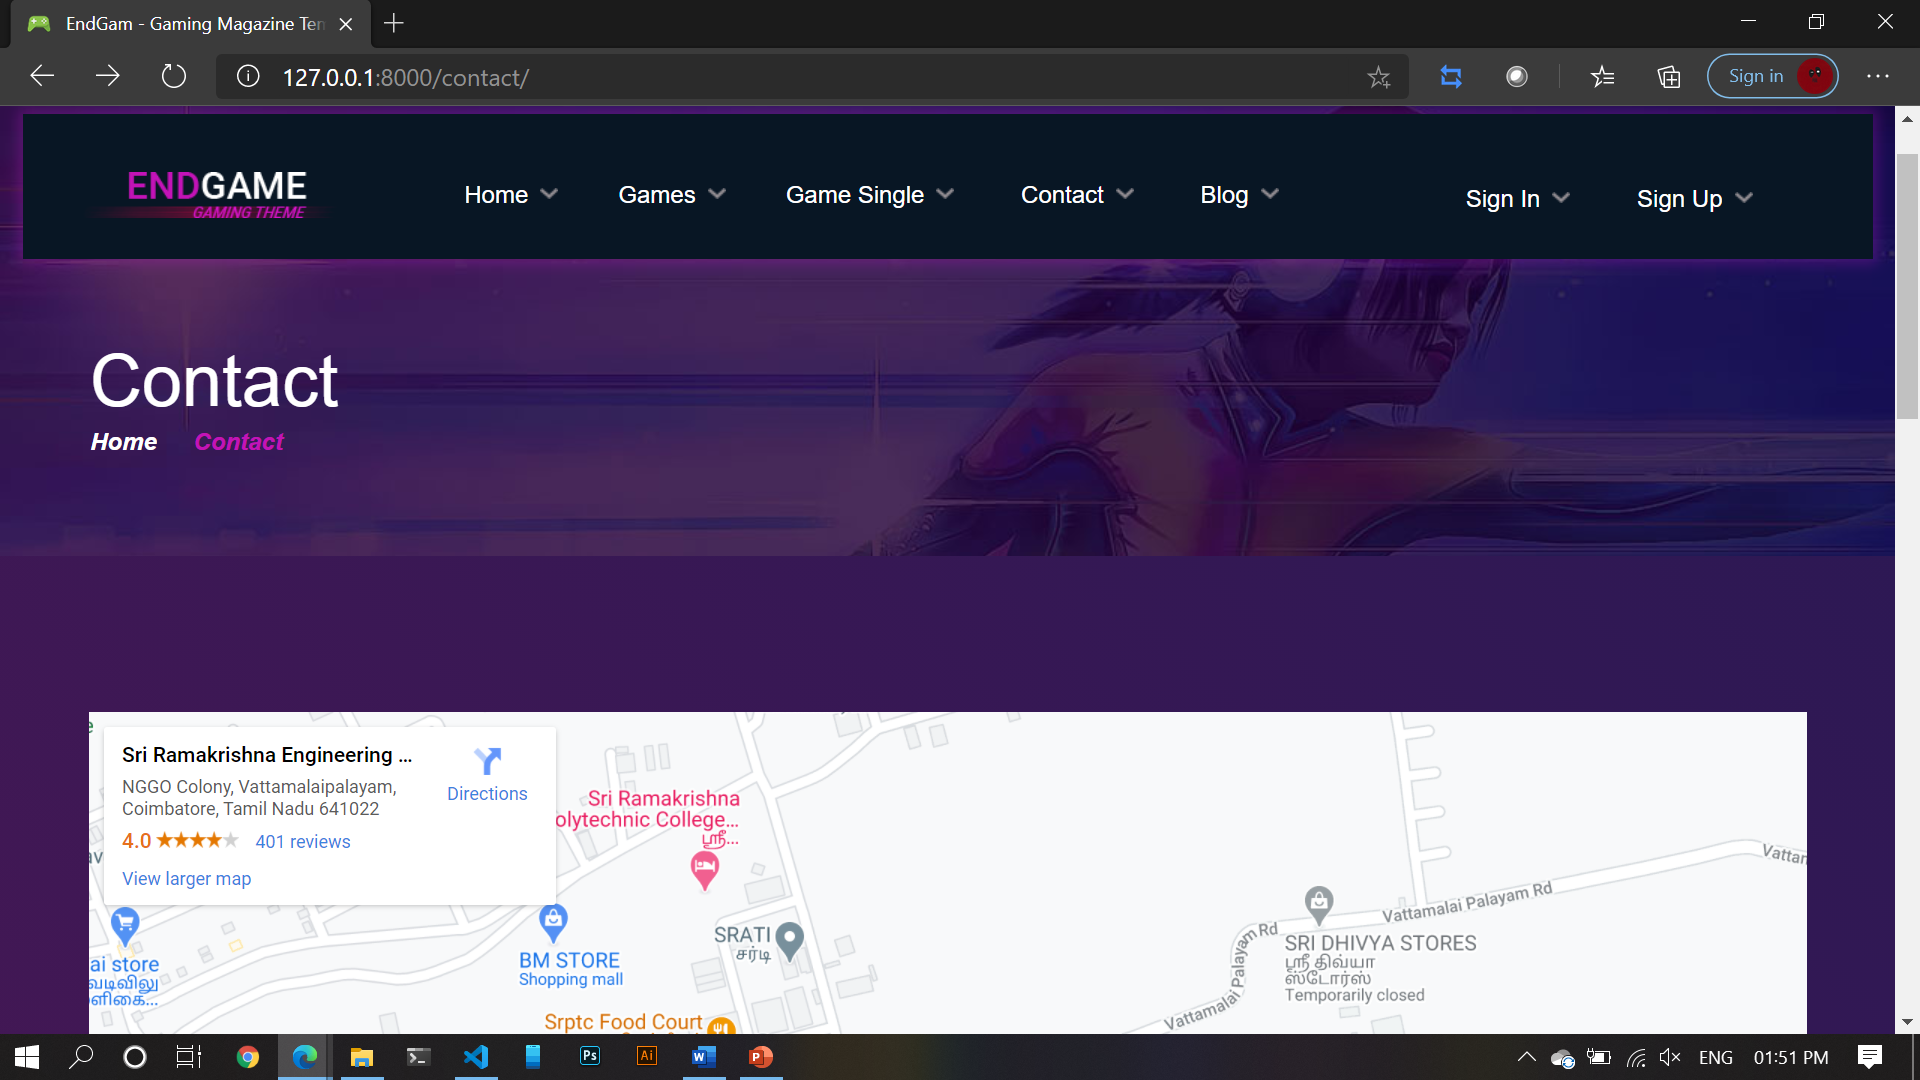 EndGam - Gaming Magazine Ten
127.0.0.1:8000/contact/
Sign in
ENDGAME
GAMING THEME
Home
Games
Game Single
Contact
Blog
Sign In
Sign Up
Contact
Home Contact
Sri Ramakrishna Engineering ...
NGGO Colony, Vattamalaipalayam,
Coimbatore, Tamil Nadu 641022
4.0 401 reviews
View larger map
Directions
Sri Ramakrishna
olytechnic College...
ஸ்ரீ...
ai store
வடிவிலு
ளிகை...
BM STORE
Shopping mall
SRATI
சர்டி
Srptc Food Court
Vattamalai Palayam Rd
Vattamalai Palayam Rd
Vattan
SRI DHIVYA STORES
ஸ்ரீ திவ்யா
ஸ்டோர்ஸ்
Temporarily closed
Ps
Ai
ENG
01:51 PM